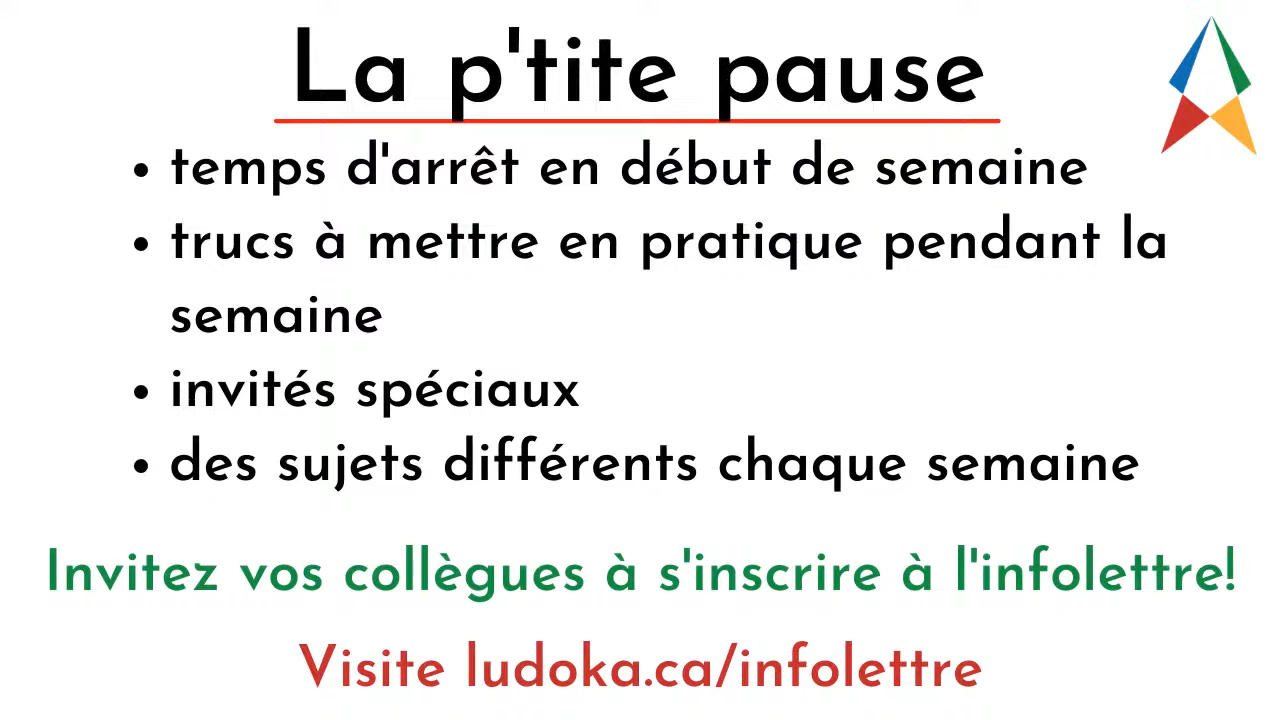 La p'tite pause
• temps d'arrêt en début de semaine
• trucs à mettre en pratique pendant la
semaine
• invités spéciaux
• des sujets différents chaque semaine
Invitez vos collègues à s'inscrire à l'infolettre!
Visite ludoka.ca/infolettre